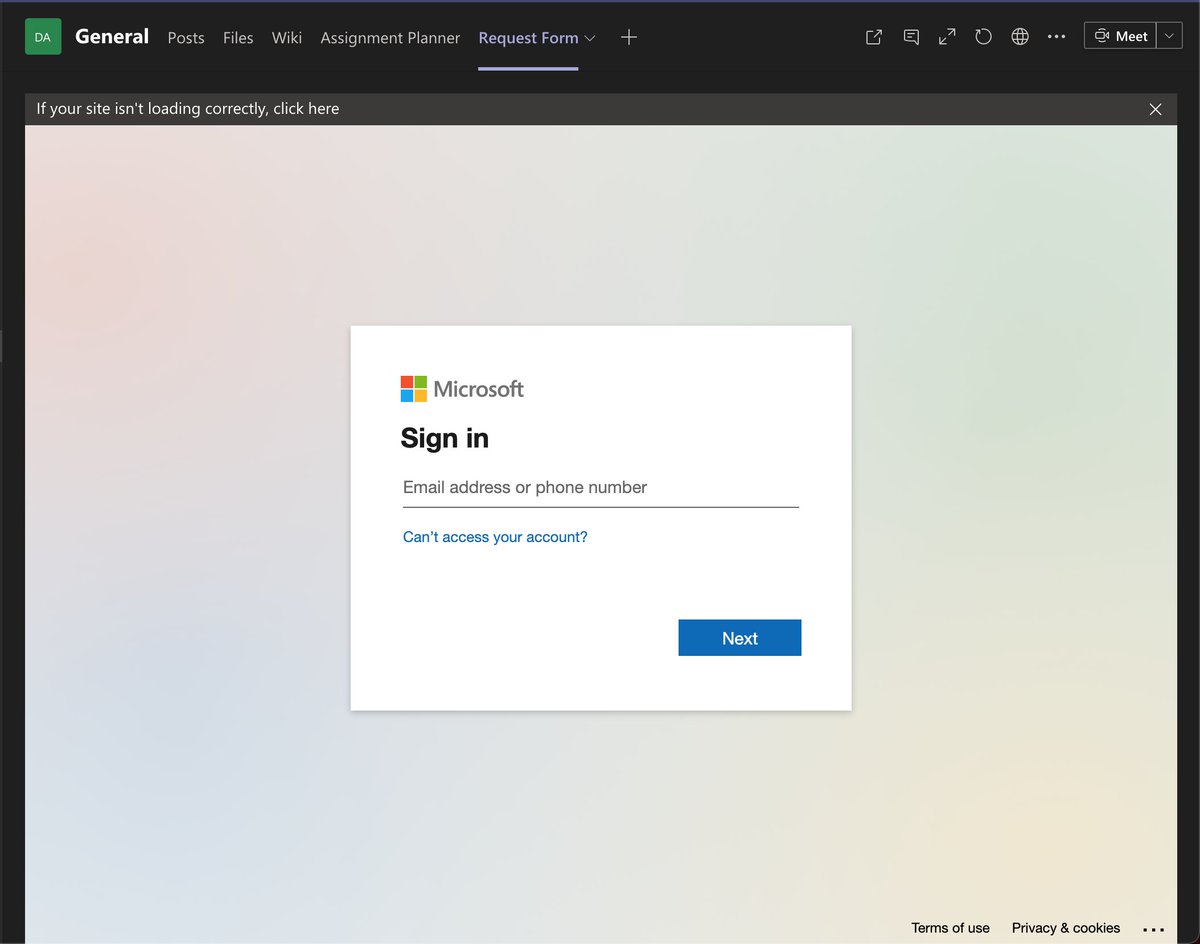 DA General Posts Files Wiki Assignment Planner Request Form Meet
If your site isn't loading correctly, click here
Microsoft
Sign in
Email address or phone number
Can't access your account?
Next
Terms of use Privacy & cookies